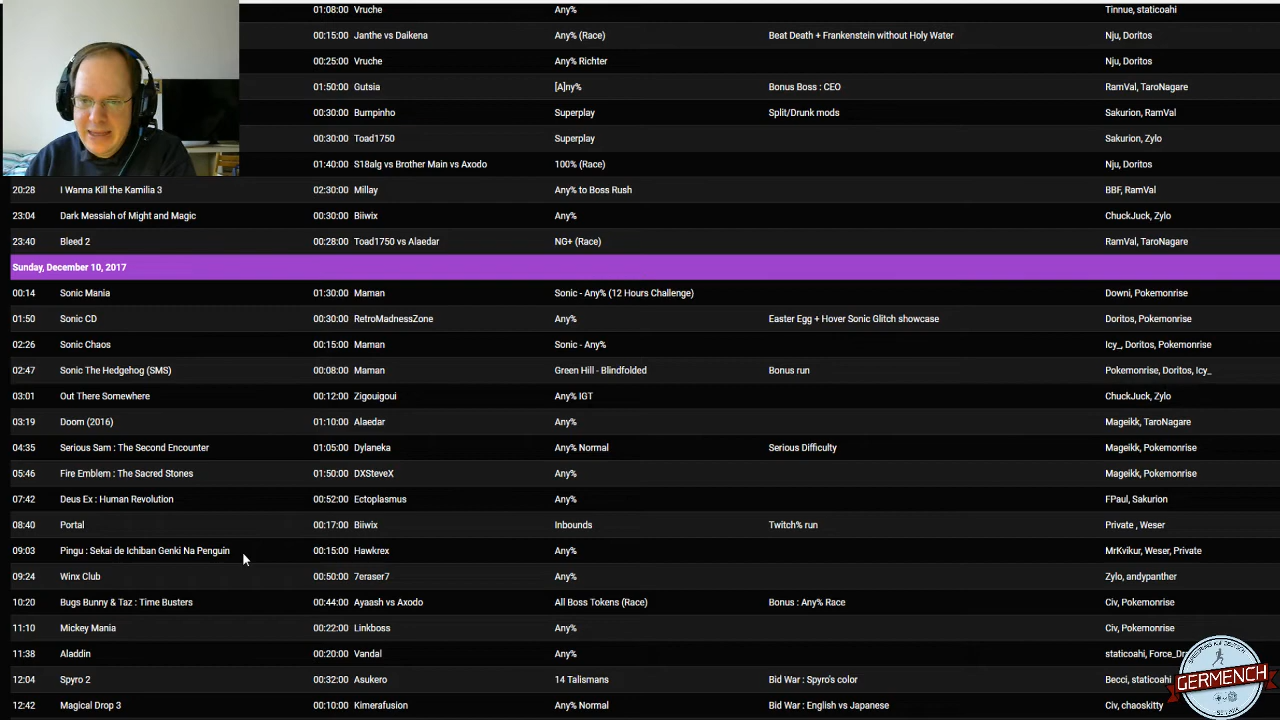 01:08:00 Vruche Any% Tinnue, staticoahi
00:15:00 Janthe vs Daikena Any% (Race) Beat Death + Frankenstein without Holy Water Nju, Doritos
00:25:00 Vruche Any% Richter Nju, Doritos
01:50:00 Gutsia [A]ny% Bonus Boss : CEO RamVal, TaroNagare
00:30:00 Bumpinho Superplay Split/Drunk mods Sakurion, RamVal
00:30:00 Toad1750 Superplay Sakurion, Zylo
01:40:00 S18alg vs Brother Main vs Axodo 100% (Race) Nju, Doritos
20:28 I Wanna Kill the Kamilia 3 02:30:00 Millay Any% to Boss Rush BBF, RamVal
23:04 Dark Messiah of Might and Magic 00:30:00 Biiwix Any% ChuckJuck, Zylo
23:40 Bleed 2 00:28:00 Toad1750 vs Alaedar NG+ (Race) RamVal, TaroNagare
Sunday, December 10, 2017
00:14 Sonic Mania 01:30:00 Maman Sonic - Any% (12 Hours Challenge) Downi, Pokemonrise
01:50 Sonic CD 00:30:00 RetroMadnessZone Any% Easter Egg + Hover Sonic Glitch showcase Doritos, Pokemonrise
02:26 Sonic Chaos 00:15:00 Maman Sonic - Any% Icy_, Doritos, Pokemonrise
02:47 Sonic The Hedgehog (SMS) 00:08:00 Maman Green Hill - Blindfolded Bonus run Pokemonrise, Doritos, Icy_
03:01 Out There Somewhere 00:12:00 Zigouigoui Any% IGT ChuckJuck, Zylo
03:19 Doom (2016) 01:10:00 Alaedar Any% Mageikk, TaroNagare
04:35 Serious Sam : The Second Encounter 01:05:00 Dylaneka Any% Normal Serious Difficulty Mageikk, Pokemonrise
05:46 Fire Emblem : The Sacred Stones 01:50:00 DXSteveX Any% Mageikk, Pokemonrise
07:42 Deus Ex : Human Revolution 00:52:00 Ectoplasmus Any% FPaul, Sakurion
08:40 Portal 00:17:00 Biiwix Inbounds Twitch% run Private , Weser
09:03 Pingu : Sekai de Ichiban Genki Na Penguin 00:15:00 Hawkrex Any% MrKvikur, Weser, Private
09:24 Winx Club 00:50:00 7eraser7 Any% Zylo, andypanther
10:20 Bugs Bunny & Taz : Time Busters 00:44:00 Ayaash vs Axodo All Boss Tokens (Race) Bonus : Any% Race Civ, Pokemonrise
11:10 Mickey Mania 00:22:00 Linkboss Any% Civ, Pokemonrise
11:38 Aladdin 00:20:00 Vandal Any% staticoahi,
12:04 Spyro 2 00:32:00 Asukero 14 Talismans Bid War : Spyro's color Becci, staticoahi
12:42 Magical Drop 3 00:10:00 Kimerafusion Any% Normal Bid War : English vs Japanese Civ, chaoskitty
GERMENCH